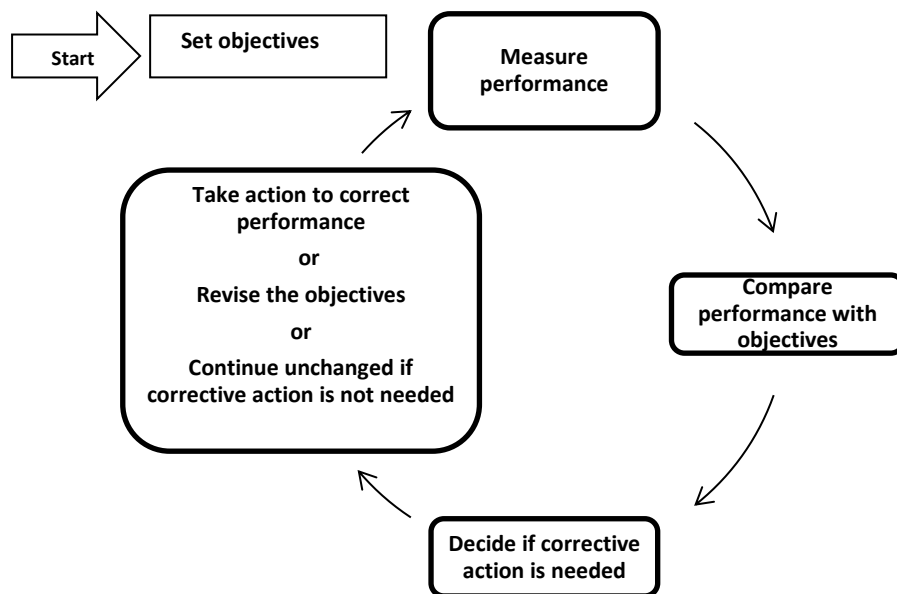 Start
Set objectives
Measure
performance
Compare
performance with
objectives
Decide if corrective
action is needed
Take action to correct
performance
or
Revise the objectives
or
Continue unchanged if
corrective action is not needed